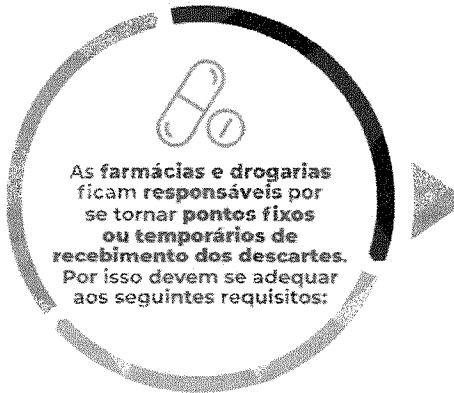 As farmácias e drogarias
ficam responsáveis por
se tornar pontos fixos
ou temporários de
recebimento dos descartes.
Por isso devem se adequar
aos seguintes requisitos: